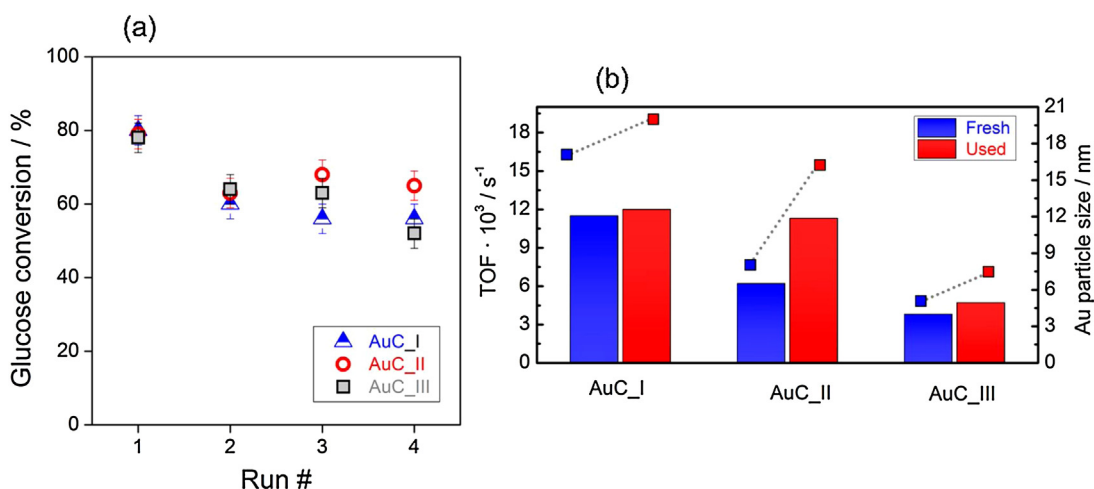 (a)
100
80
60
40
20
0
Glucose conversion / %
1 2 3 4
Run #
AuC_I
AuC_II
AuC_III
(b)
18
15
12
9
6
3
0
TOF · 10³ / s⁻¹
Fresh
Used
21
18
15
12
9
6
3
0
Au particle size / nm
AuC_I AuC_II AuC_III